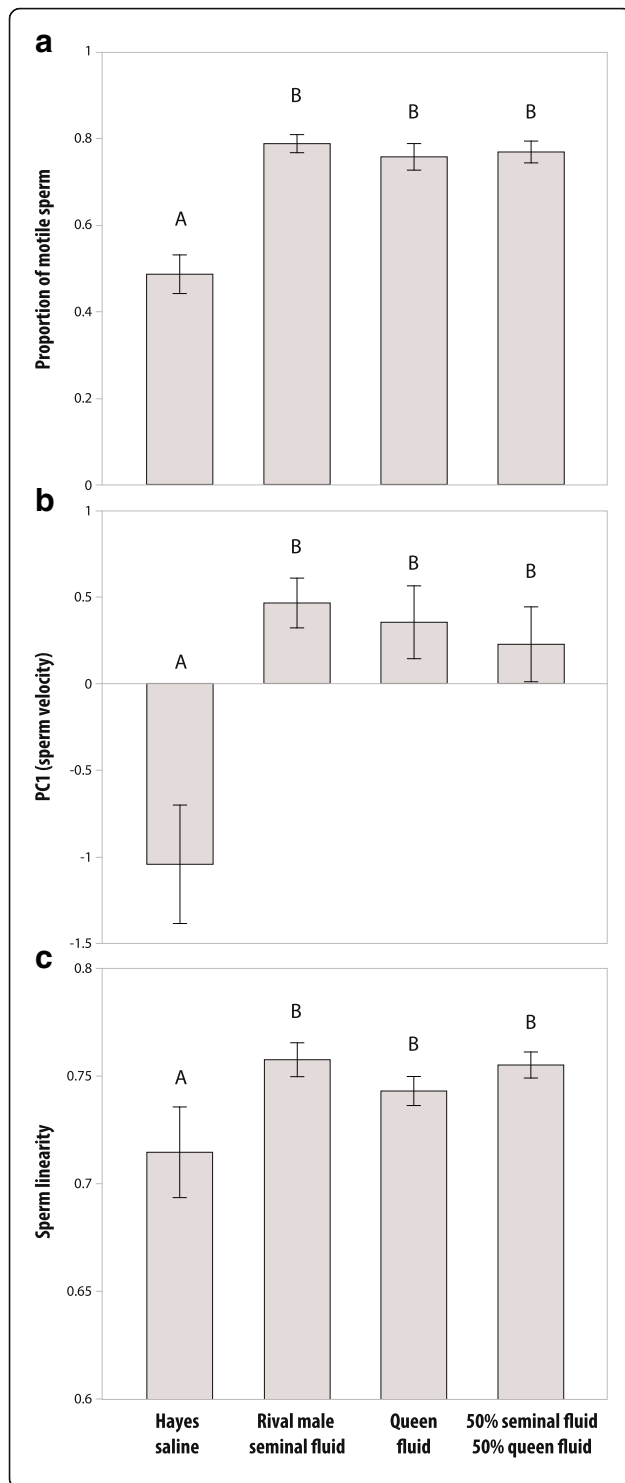 a
1
0.8
0.6
0.4
0.2
0
Proportion of motile sperm
A
B
B
B
b
1
0.5
0
-0.5
-1
-1.5
PC1 (sperm velocity)
A
B
B
B
c
0.8
0.75
0.7
0.65
0.6
Sperm linearity
A
B
B
B
Hayes
saline
Rival male
seminal fluid
Queen
fluid
50% seminal fluid
50% queen fluid